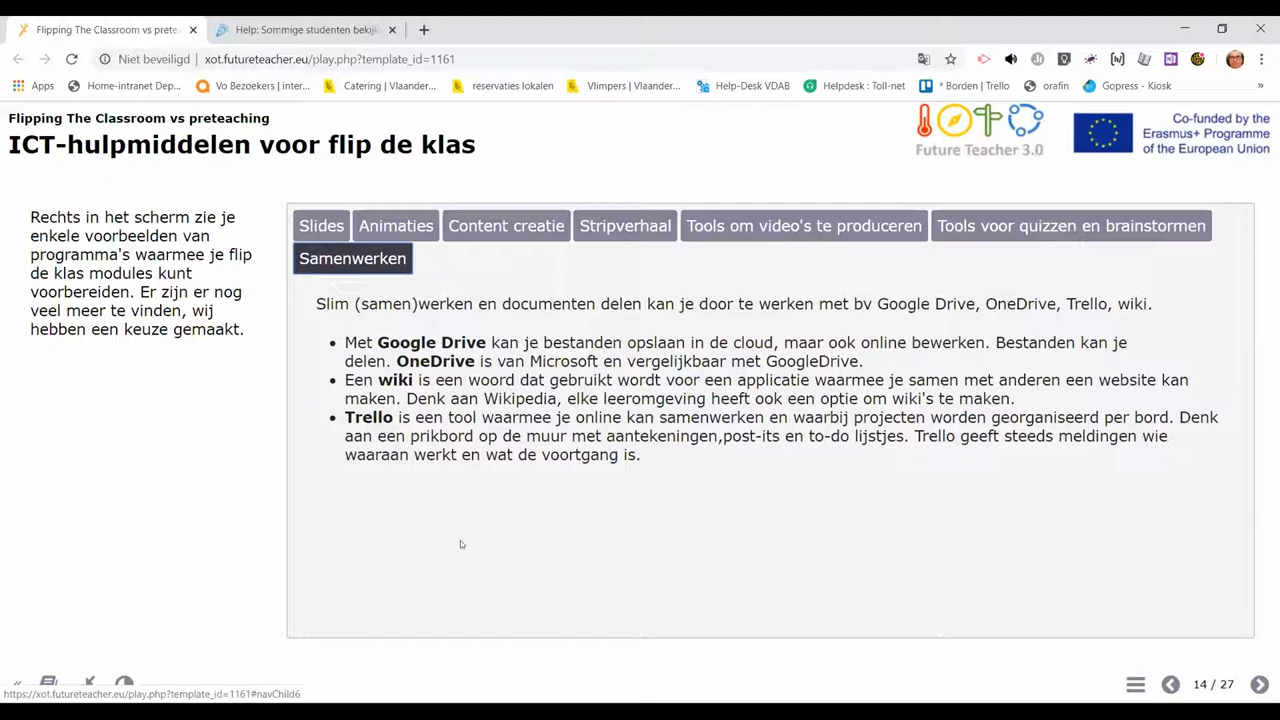 Flipping The Classroom vs prete
Help: Sommige studenten bekijk
Niet beveiligd
xot.futureteacher.eu/play.php?template_id=1161
Apps
Home-intranet Dep...
Vo Bezoekers | inter...
Catering | Vlaander...
reservaties lokalen
Vlimpers | Vlaander...
Help-Desk VDAB
Helpdesk : Toll-net
* Borden | Trello
orafin
Gopress - Kiosk
»
Flipping The Classroom vs preteaching
ICT-hulpmiddelen voor flip de klas
Future Teacher 3.0
Co-funded by the
Erasmus+ Programme
of the European Union
Rechts in het scherm zie je
enkele voorbeelden van
programma's waarmee je flip
de klas modules kunt
voorbereiden. Er zijn er nog
veel meer te vinden, wij
hebben een keuze gemaakt.
Slides Animaties Content creatie Stripverhaal Tools om video's te produceren Tools voor quizzen en brainstormen
Samenwerken
Slim (samen)werken en documenten delen kan je door te werken met bv Google Drive, OneDrive, Trello, wiki.
• Met Google Drive kan je bestanden opslaan in de cloud, maar ook online bewerken. Bestanden kan je
delen. OneDrive is van Microsoft en vergelijkbaar met GoogleDrive.
• Een wiki is een woord dat gebruikt wordt voor een applicatie waarmee je samen met anderen een website kan
maken. Denk aan Wikipedia, elke leeromgeving heeft ook een optie om wiki's te maken.
• Trello is een tool waarmee je online kan samenwerken en waarbij projecten worden georganiseerd per bord. Denk
aan een prikbord op de muur met aantekeningen,post-its en to-do lijstjes. Trello geeft steeds meldingen wie
waaraan werkt en wat de voortgang is.
https://xot.futureteacher.eu/play.php?template_id=1161#navChild6
14 / 27